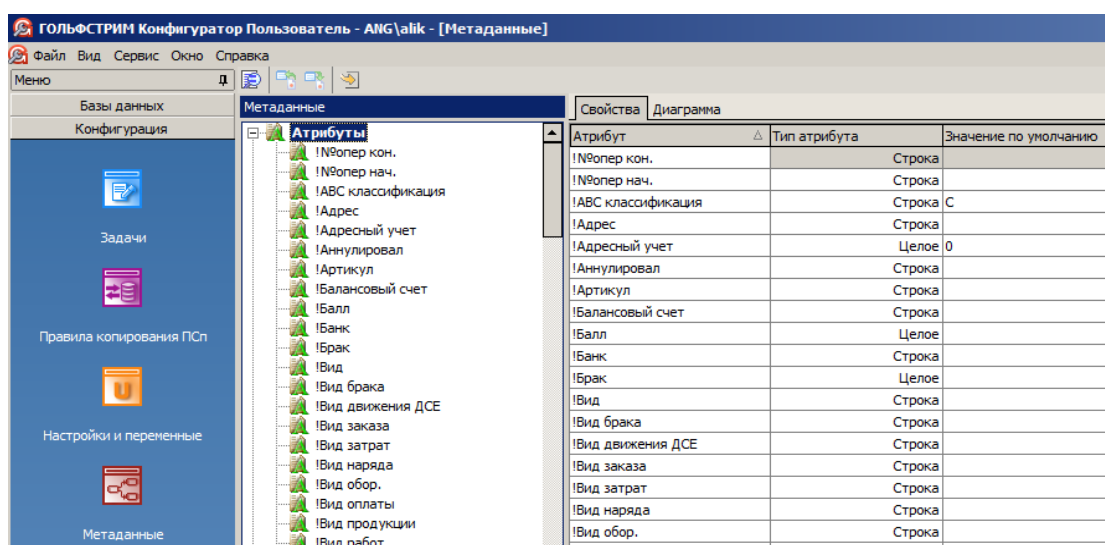 ГОЛЬФСТРИМ Конфигуратор Пользователь - ANG\alik - [Метаданные]
Файл Вид Сервис Окно Справка
Меню
Базы данных
Конфигурация
Задачи
Правила копирования ПСп
Настройки и переменные
Метаданные
Метаданные
Атрибуты
!№опер кон.
!№опер нач.
!АВС классификация
!Адрес
!Адресный учет
!Аннулировал
!Артикул
!Балансовый счет
!Балл
!Банк
!Брак
!Вид
!Вид брака
!Вид движения ДСЕ
!Вид заказа
!Вид затрат
!Вид наряда
!Вид обор.
!Вид оплаты
!Вид продукции
!Вид работ
Свойства Диаграмма
Атрибут Тип атрибута Значение по умолчанию
!№опер кон. Строка
!№опер нач. Строка
!АВС классификация Строка С
!Адрес Строка
!Адресный учет Целое 0
!Аннулировал Строка
!Артикул Строка
!Балансовый счет Строка
!Балл Целое
!Банк Строка
!Брак Целое
!Вид Строка
!Вид брака Строка
!Вид движения ДСЕ Строка
!Вид заказа Строка
!Вид затрат Строка
!Вид наряда Строка
!Вид обор. Строка